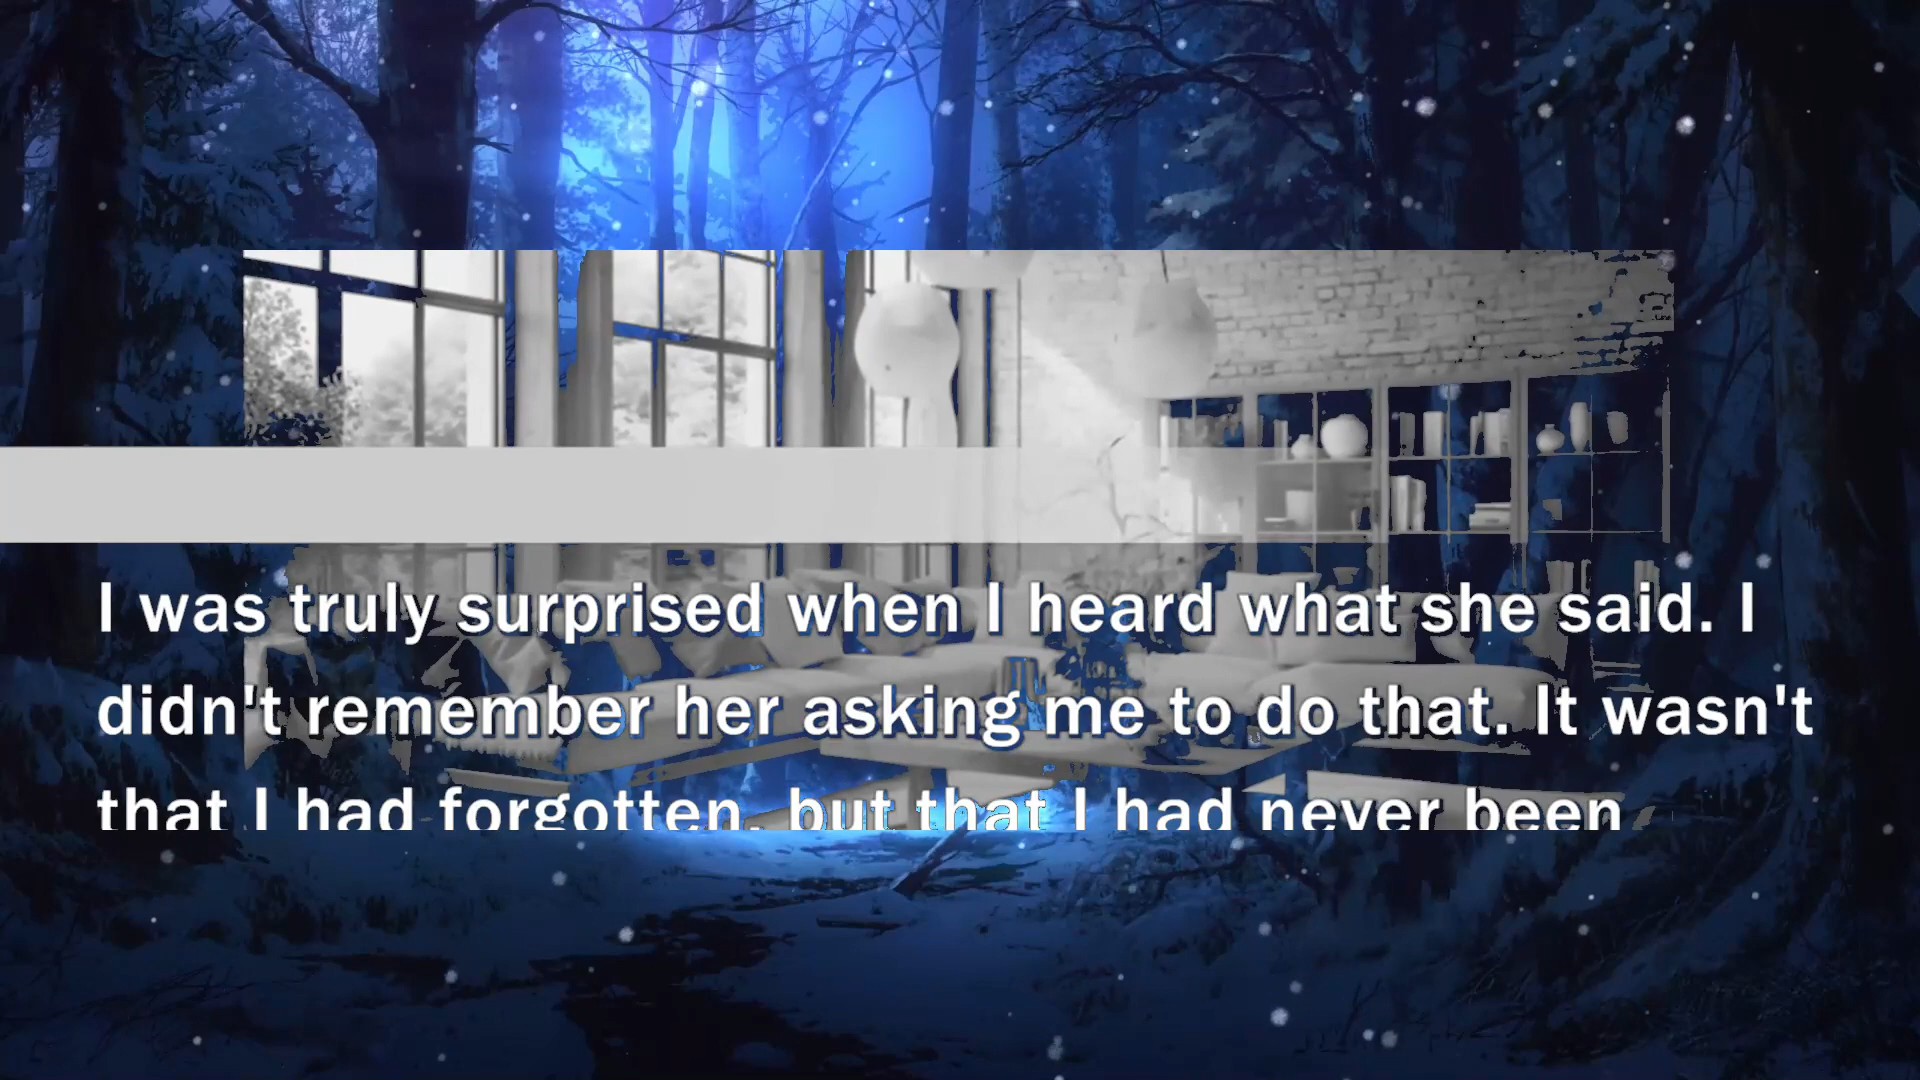 I was truly surprised when I heard what she said. I
didn't remember her asking me to do that. It wasn't
that I had forgotten, but that I had never been